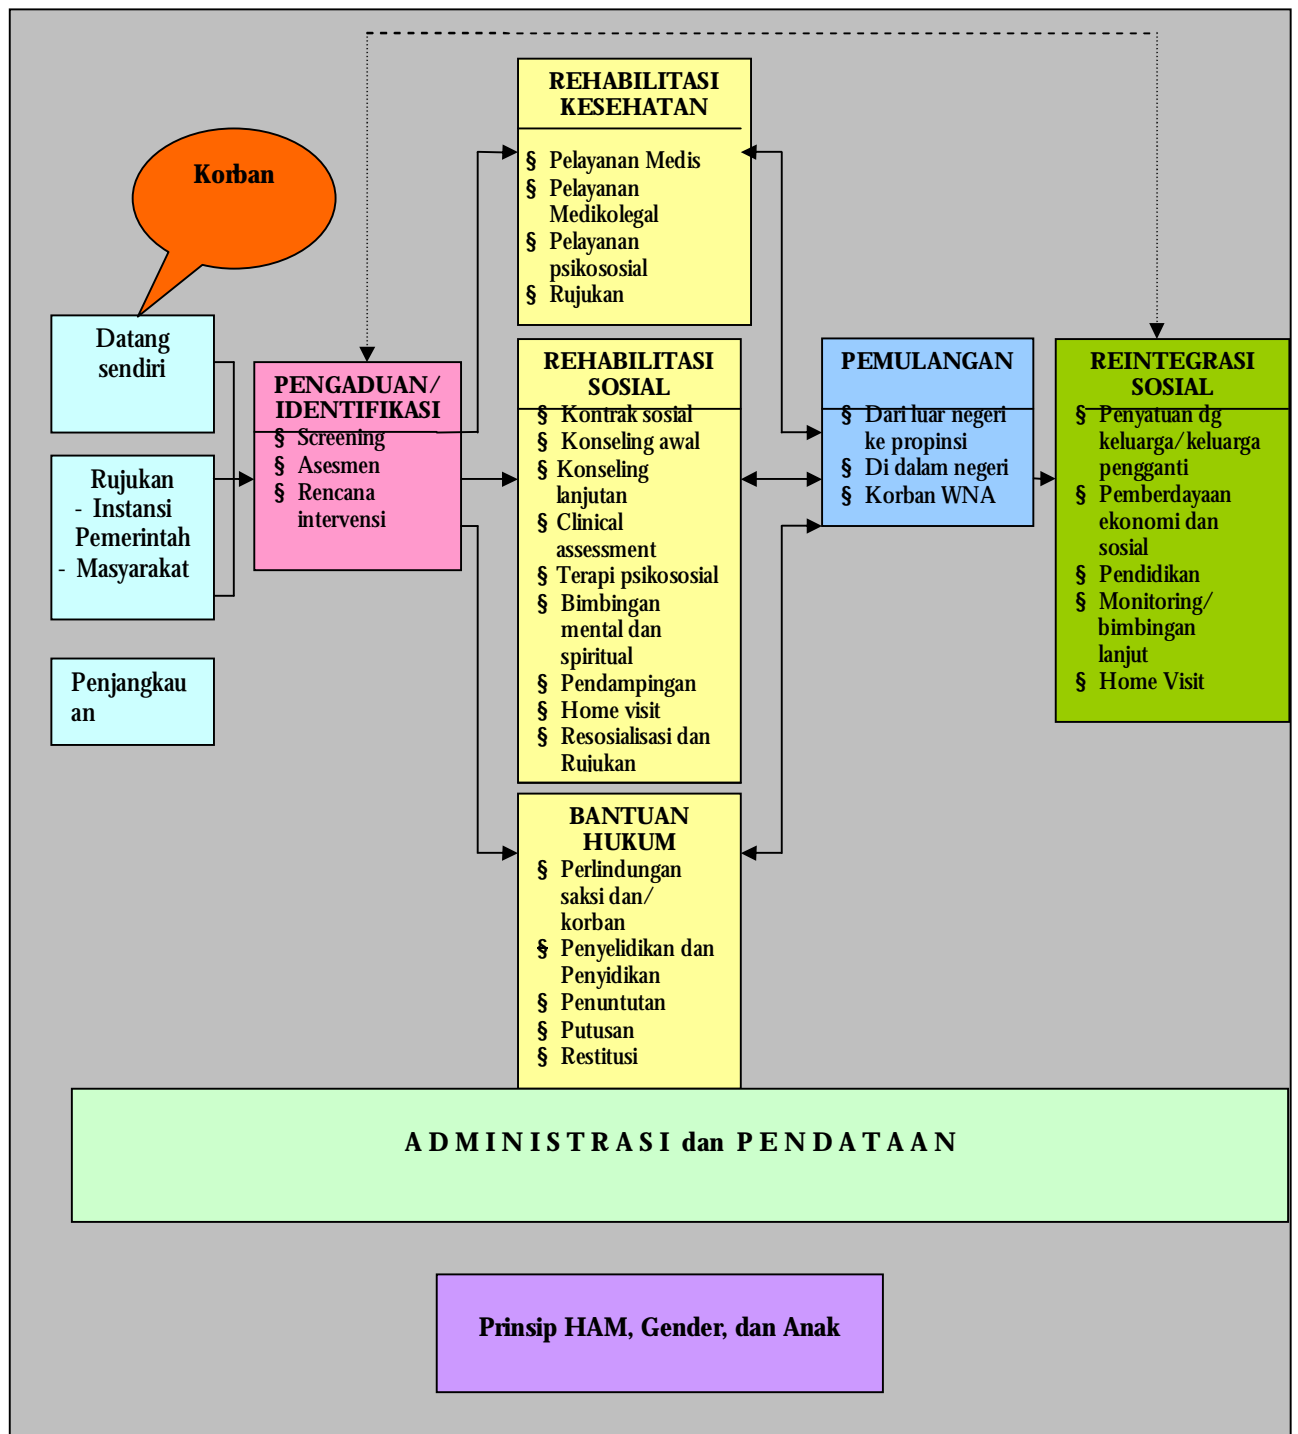 REHABILITASI
KESEHATAN
§ Pelayanan Medis
§ Pelayanan
Medikolegal
§ Pelayanan
psikososial
§ Rujukan
Korban
Datang
sendiri
Rujukan
- Instansi
Pemerintah
- Masyarakat
Penjangkau
an
PENGADUAN/
IDENTIFIKASI
§ Screening
§ Asesmen
§ Rencana
intervensi
REHABILITASI
SOSIAL
§ Kontrak sosial
§ Konseling awal
§ Konseling
lanjutan
§ Clinical
assessment
§ Terapi psikososial
§ Bimbingan
mental dan
spiritual
§ Pendampingan
§ Home visit
§ Resosialisasi dan
Rujukan
BANTUAN
HUKUM
§ Perlindungan
saksi dan/
korban
§ Penyelidikan dan
Penyidikan
§ Penuntutan
§ Putusan
§ Restitusi
PEMULANGAN
§ Dari luar negeri
ke propinsi
§ Di dalam negeri
§ Korban WNA
REINTEGRASI
SOSIAL
§ Penyatuan dg
keluarga/keluarga
pengganti
§ Pemberdayaan
ekonomi dan
sosial
§ Pendidikan
§ Monitoring/
bimbingan
lanjut
§ Home Visit
A D M I N I S T R A S I dan P E N D A T A A N
Prinsip HAM, Gender, dan Anak